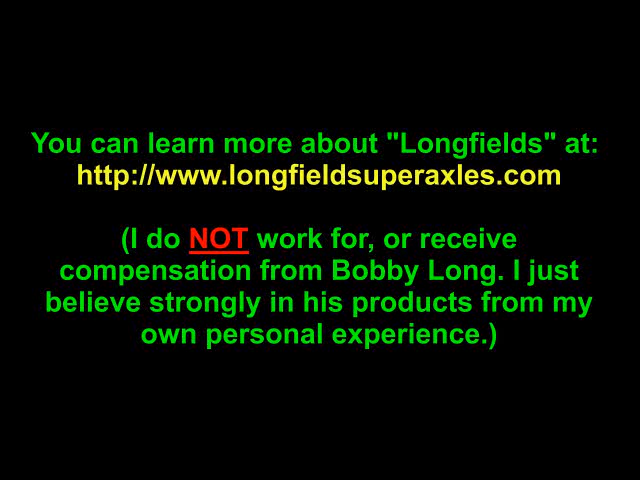 You can learn more about "Longfields" at:
http://www.longfieldsuperaxles.com
(I do NOT work for, or receive
compensation from Bobby Long. I just
believe strongly in his products from my
own personal experience.)